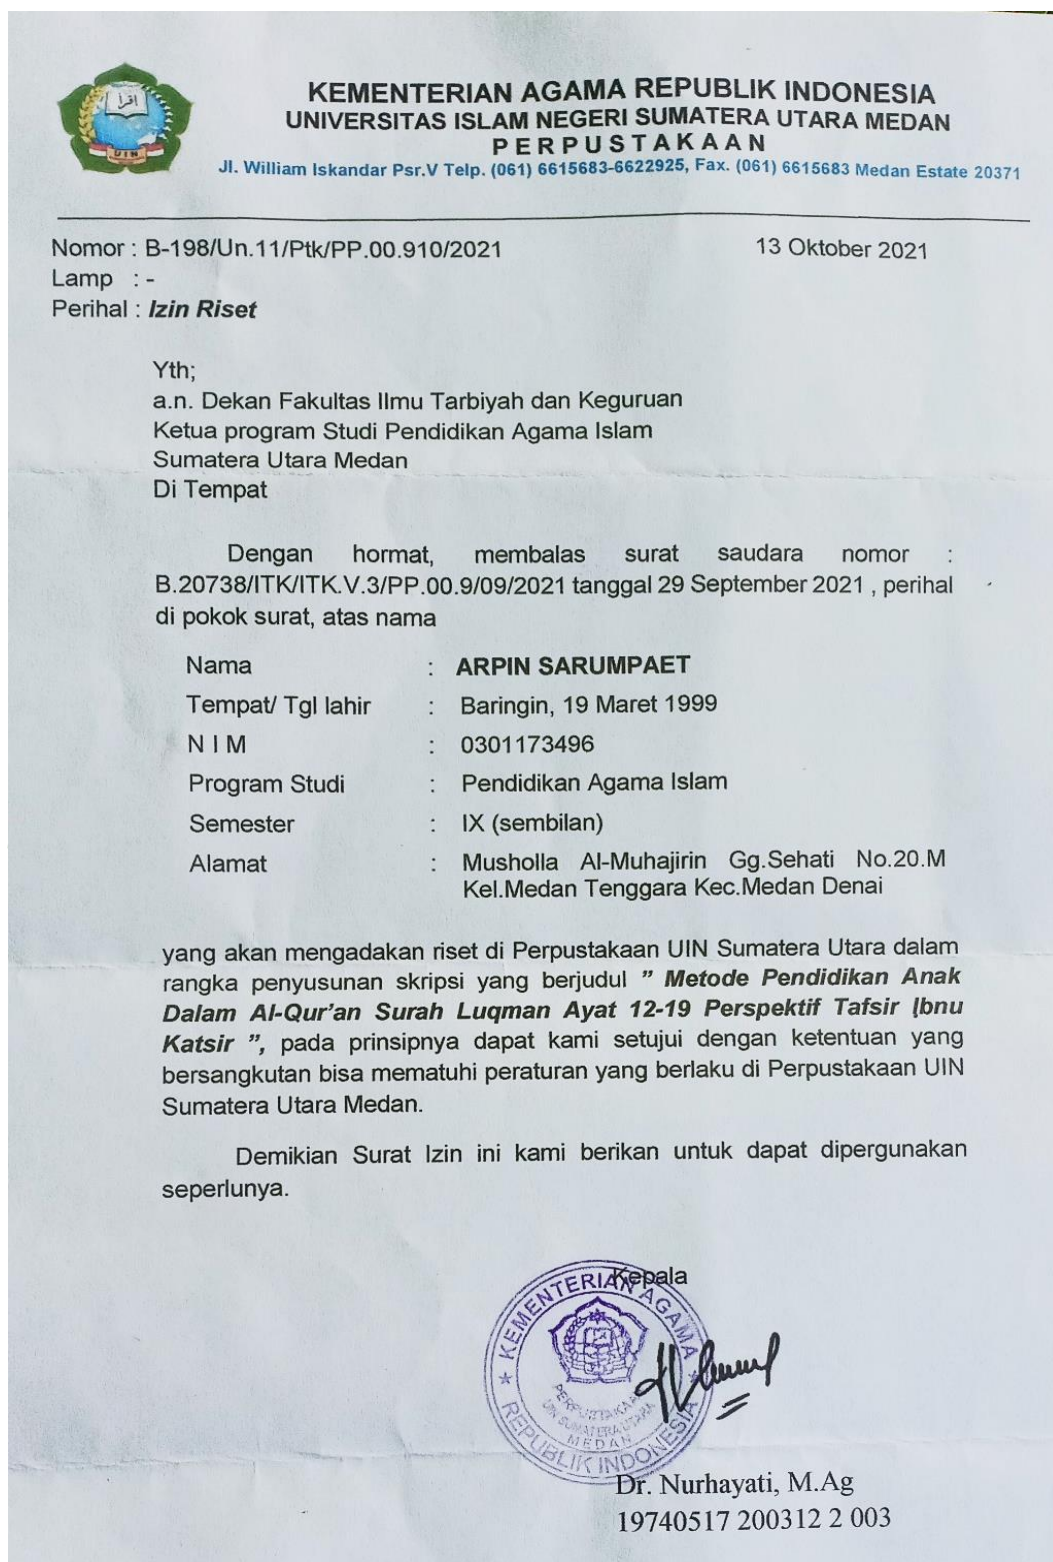 اقرأ
UIN
KEMENTERIAN AGAMA REPUBLIK INDONESIA
UNIVERSITAS ISLAM NEGERI SUMATERA UTARA MEDAN
PERPUSTAKAAN
Jl. William Iskandar Psr.V Telp. (061) 6615683-6622925, Fax. (061) 6615683 Medan Estate 20371
Nomor : B-198/Un.11/Ptk/PP.00.910/2021
13 Oktober 2021
Lamp : -
Perihal : Izin Riset
Yth;
a.n. Dekan Fakultas Ilmu Tarbiyah dan Keguruan
Ketua program Studi Pendidikan Agama Islam
Sumatera Utara Medan
Di Tempat
Dengan hormat, membalas surat saudara nomor :
B.20738/ITK/ITK.V.3/PP.00.9/09/2021 tanggal 29 September 2021 , perihal
di pokok surat, atas nama
Nama : ARPIN SARUMPAET
Tempat/ Tgl lahir : Baringin, 19 Maret 1999
N I M : 0301173496
Program Studi : Pendidikan Agama Islam
Semester : IX (sembilan)
Alamat : Musholla Al-Muhajirin Gg.Sehati No.20.M
Kel.Medan Tenggara Kec.Medan Denai
yang akan mengadakan riset di Perpustakaan UIN Sumatera Utara dalam
rangka penyusunan skripsi yang berjudul ” Metode Pendidikan Anak
Dalam Al-Qur’an Surah Luqman Ayat 12-19 Perspektif Tafsir Ibnu
Katsir ”, pada prinsipnya dapat kami setujui dengan ketentuan yang
bersangkutan bisa mematuhi peraturan yang berlaku di Perpustakaan UIN
Sumatera Utara Medan.
Demikian Surat Izin ini kami berikan untuk dapat dipergunakan
seperlunya.
Kepala
KEMENTERIAN AGAMA
PERPUSTAKAAN
UIN SUMATERA UTARA
MEDAN
REPUBLIK INDONESIA
Dr. Nurhayati, M.Ag
19740517 200312 2 003